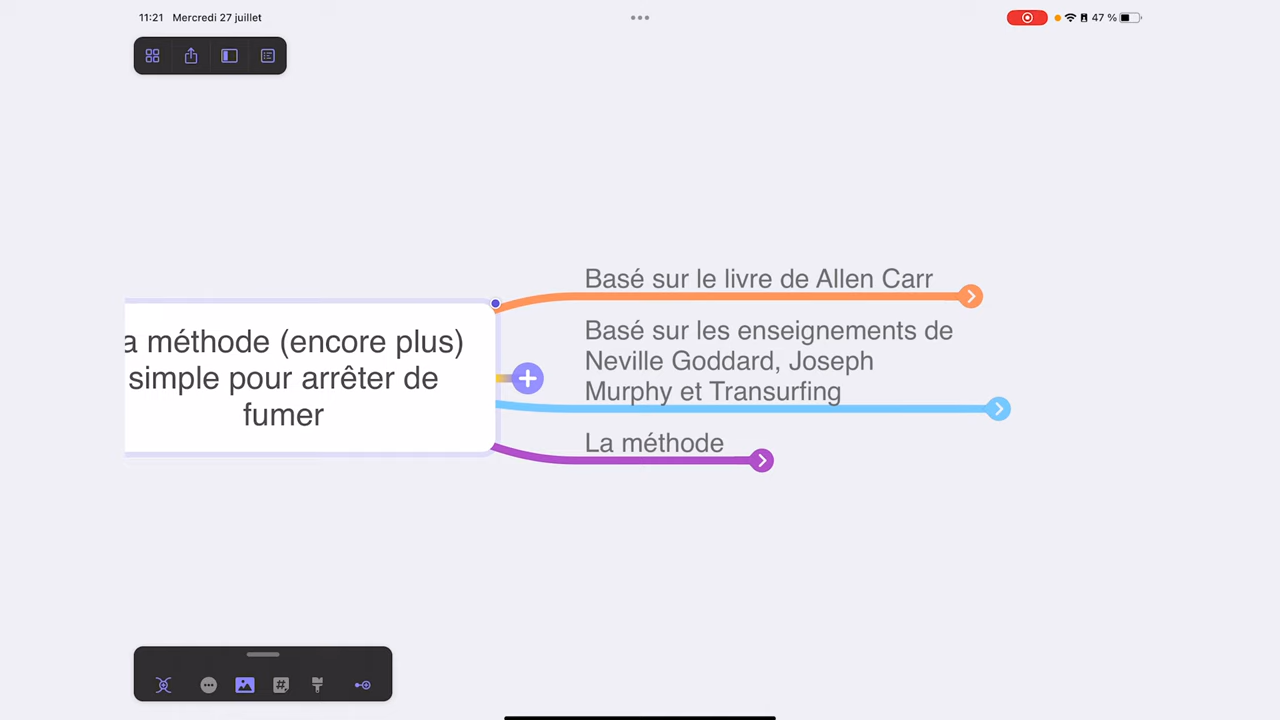 11:21 Mercredi 27 juillet
47 %
Basé sur le livre de Allen Carr
a méthode (encore plus)
simple pour arrêter de
fumer
Basé sur les enseignements de
Neville Goddard, Joseph
Murphy et Transurfing
La méthode